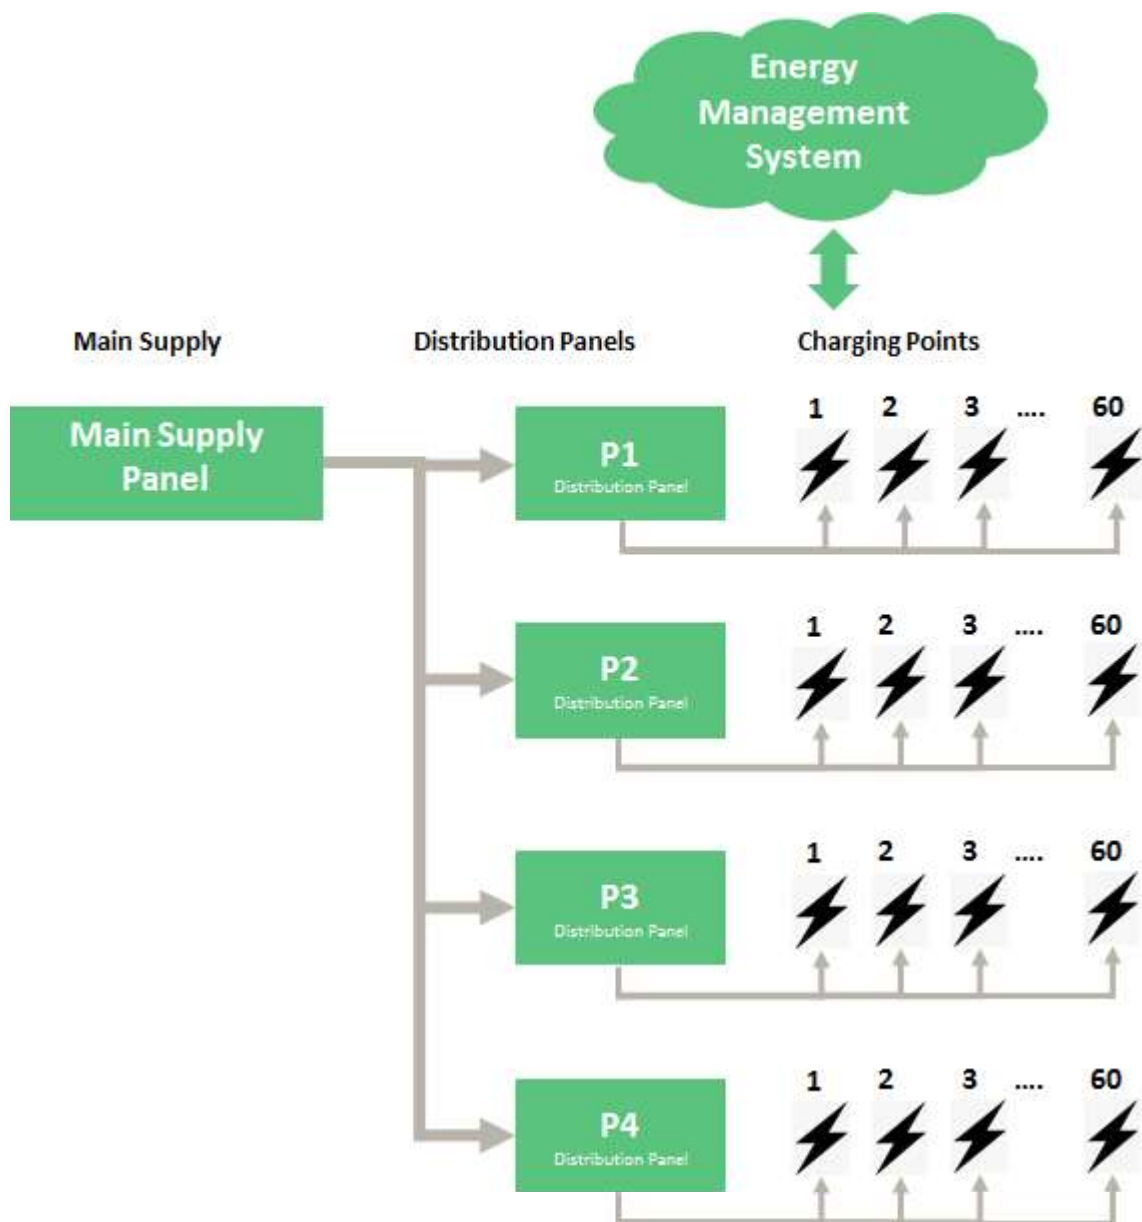 Energy
Management
System
Main Supply
Distribution Panels
Charging Points
Main Supply
Panel
P1
Distribution Panel
1 2 3 .... 60
P2
Distribution Panel
1 2 3 .... 60
P3
Distribution Panel
1 2 3 .... 60
P4
Distribution Panel
1 2 3 .... 60